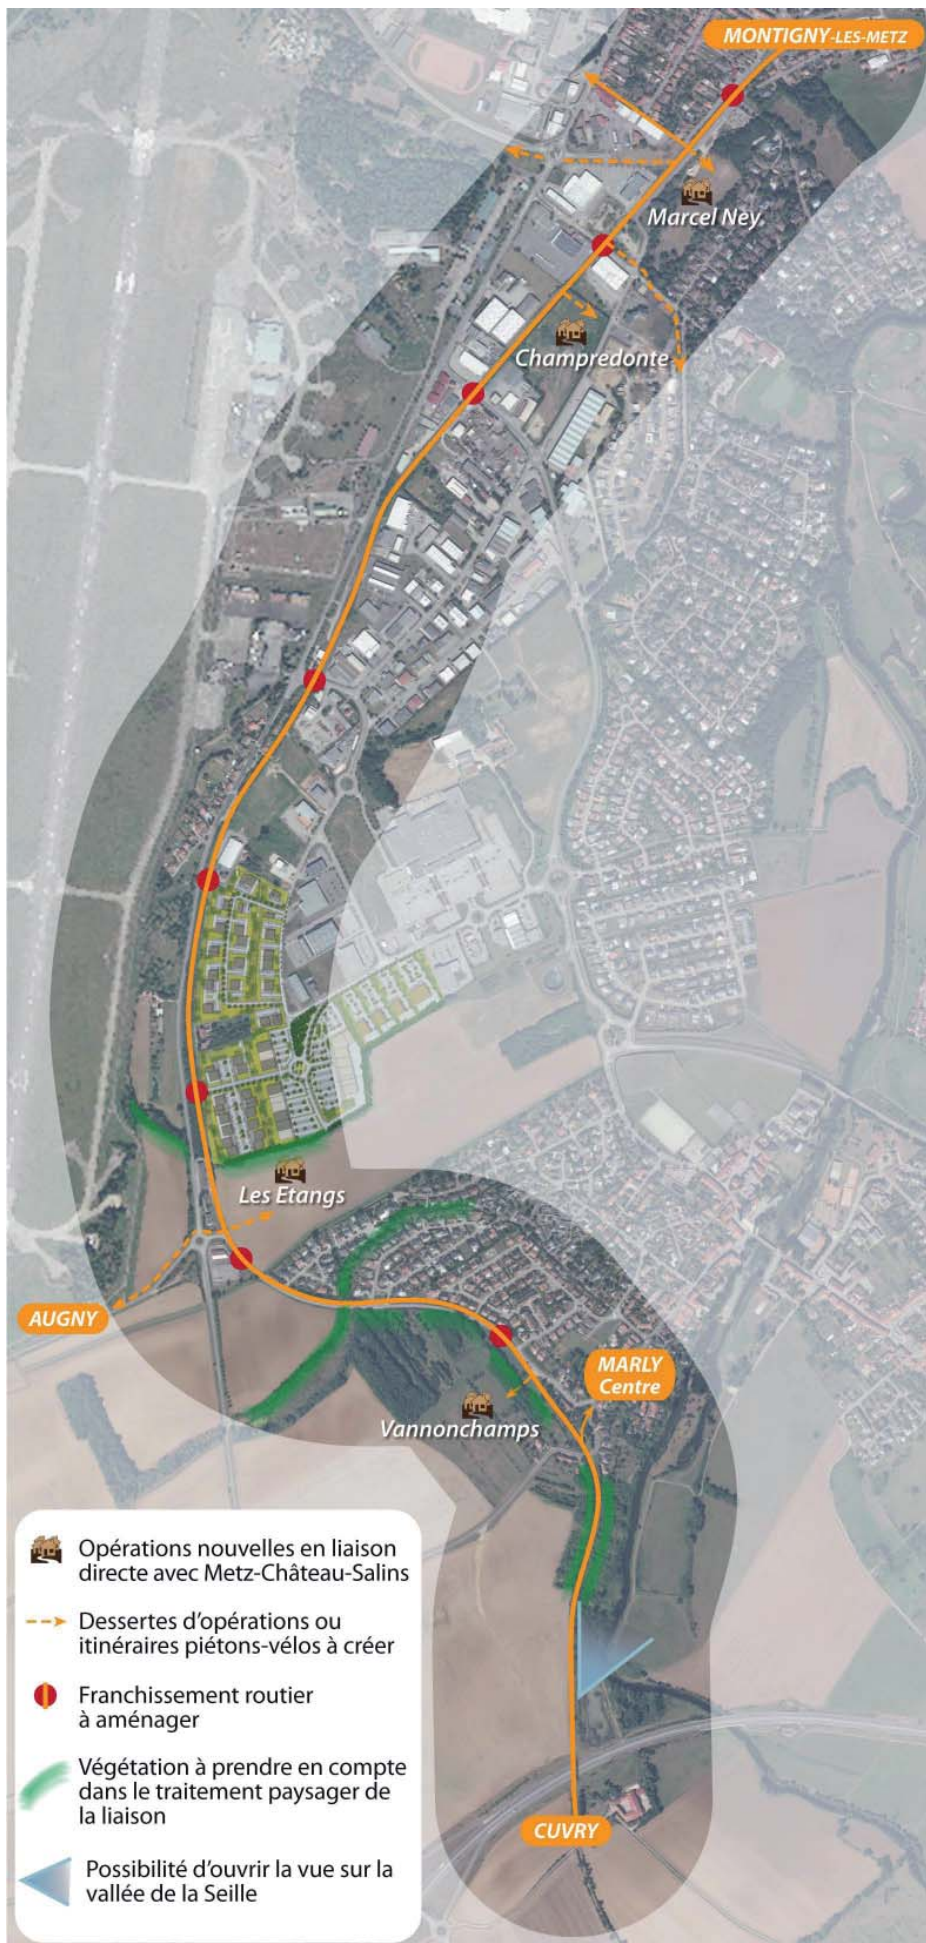 MONTIGNY-LES-METZ
Marcel Ney
Champredonte
Les Etangs
AUGNY
MARLY
Centre
Vannonchamps
Opérations nouvelles en liaison
directe avec Metz-Château-Salins
Dessertes d'opérations ou
itinéraires piétons-vélos à créer
Franchissement routier
à aménager
Végétation à prendre en compte
dans le traitement paysager de
la liaison
Possibilité d'ouvrir la vue sur la
vallée de la Seille
CUVRY